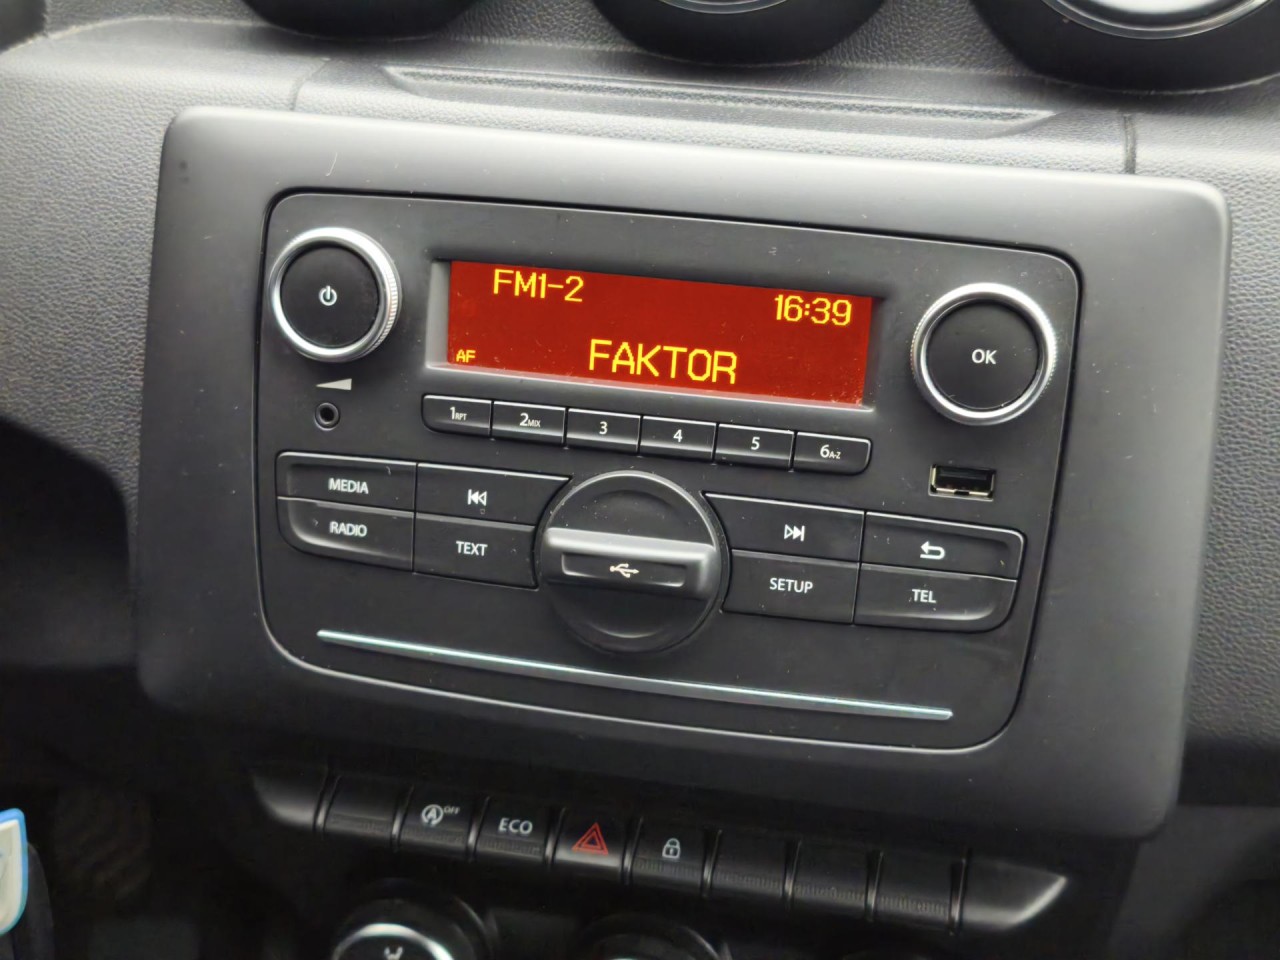 FM1-2
16:39
AF
FAKTOR
OK
1RPT
2MIX
3
4
5
6A-Z
MEDIA
RADIO
TEXT
SETUP
TEL
A OFF
ECO